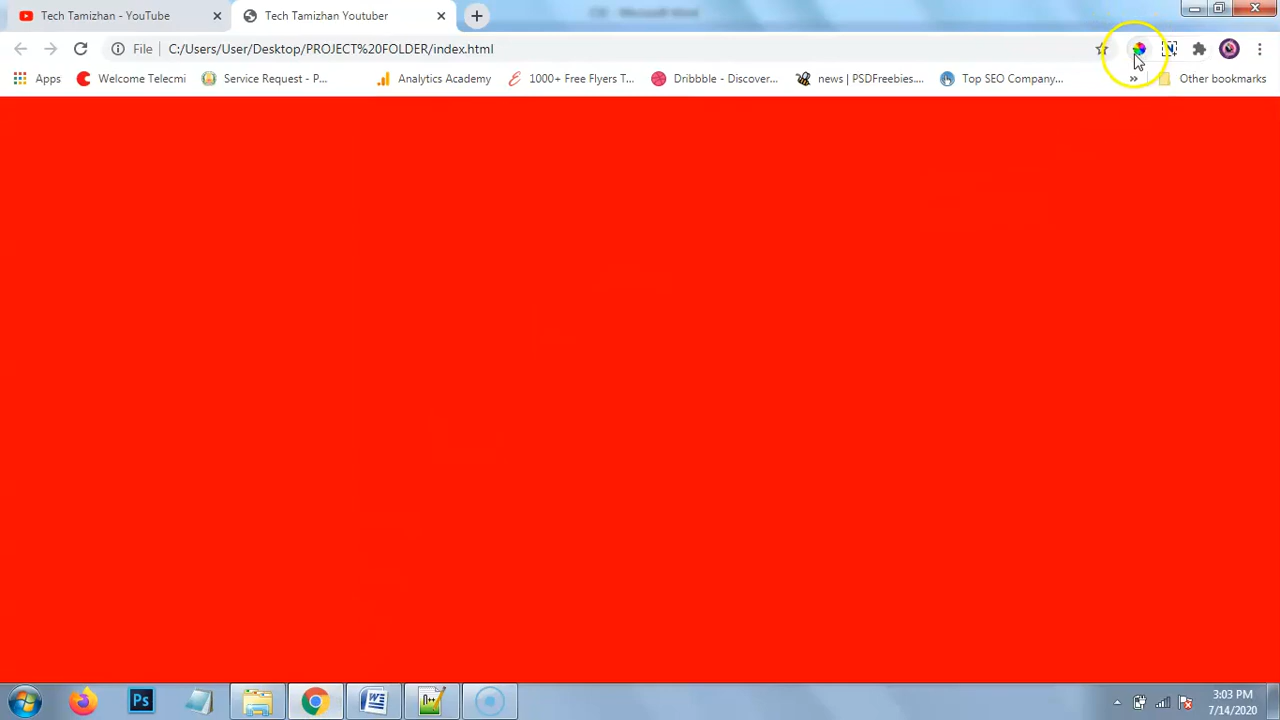 Tech Tamizhan - YouTube
Tech Tamizhan Youtuber
File C:/Users/User/Desktop/PROJECT%20FOLDER/index.html
Apps Welcome Telecmi Service Request - P... Analytics Academy 1000+ Free Flyers T... Dribbble - Discover... news | PSDFreebies.... Top SEO Company... » Other bookmarks
Ps
3:03 PM
7/14/2020